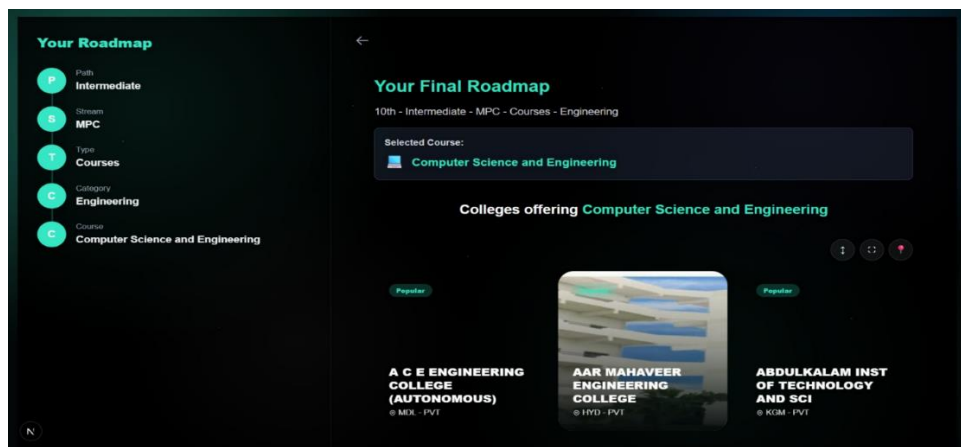 Your Roadmap
P
Path
Intermediate
S
Stream
MPC
T
Type
Courses
C
Category
Engineering
C
Course
Computer Science and Engineering
Your Final Roadmap
10th - Intermediate - MPC - Courses - Engineering
Selected Course:
Computer Science and Engineering
Colleges offering Computer Science and Engineering
Popular
A C E ENGINEERING
COLLEGE
(AUTONOMOUS)
MDL - PVT
AAR MAHAVEER
ENGINEERING
COLLEGE
HYD - PVT
Popular
ABDULKALAM INST
OF TECHNOLOGY
AND SCI
KGM - PVT
N